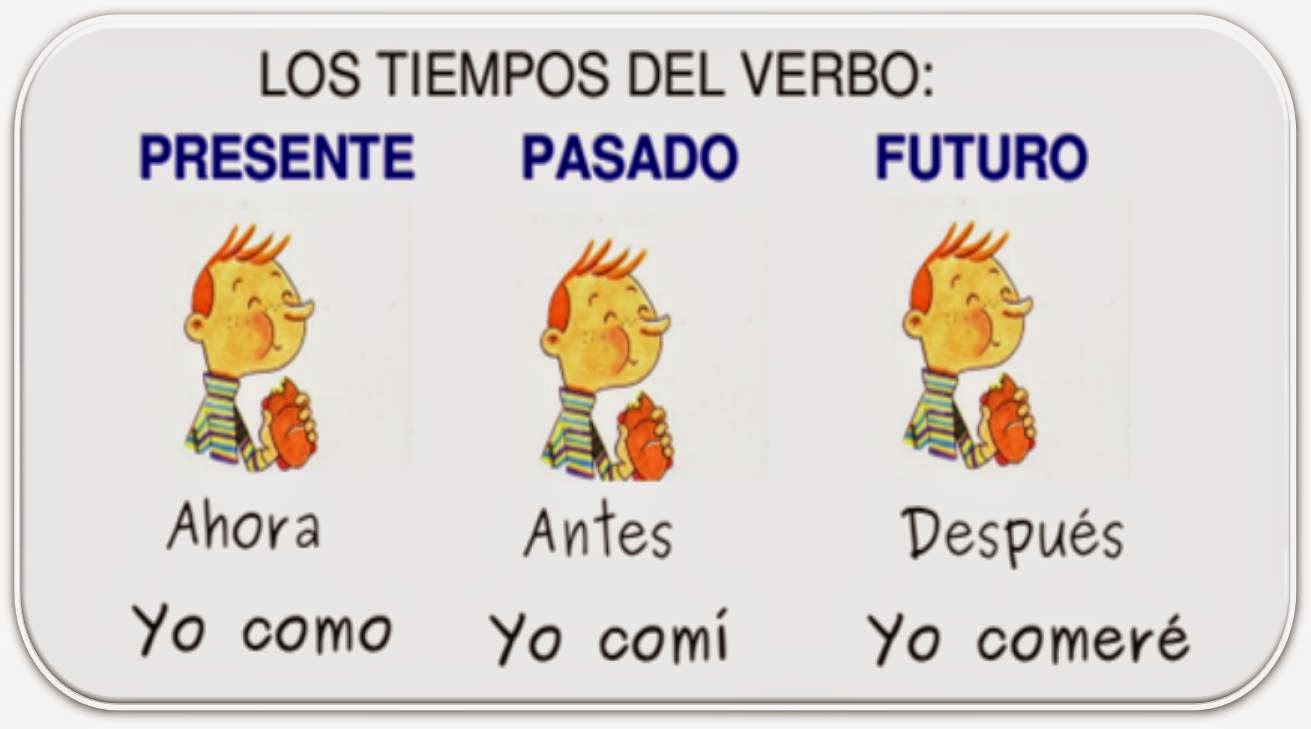 LOS TIEMPOS DEL VERBO:
PRESENTE PASADO FUTURO
Ahora Antes Después
Yo como Yo comí Yo comeré